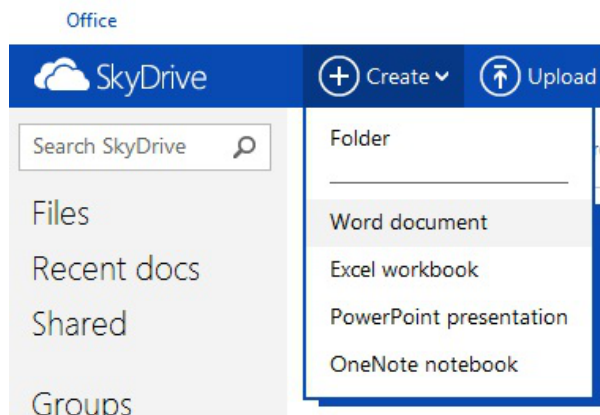 Office
SkyDrive
Create
Upload
Search SkyDrive
Files
Recent docs
Shared
Groups
Folder
Word document
Excel workbook
PowerPoint presentation
OneNote notebook